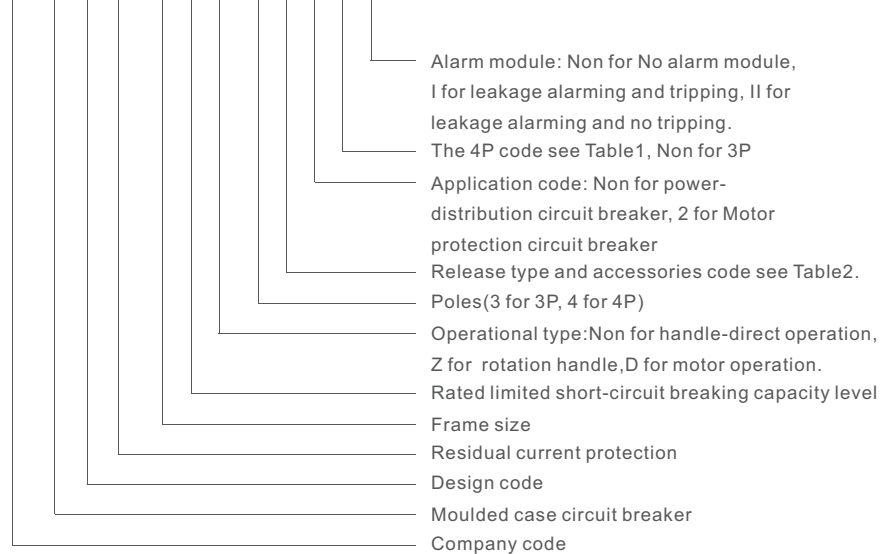 Alarm module: Non for No alarm module,
I for leakage alarming and tripping, II for
leakage alarming and no tripping.
The 4P code see Table1, Non for 3P
Application code: Non for power-
distribution circuit breaker, 2 for Motor
protection circuit breaker
Release type and accessories code see Table2.
Poles(3 for 3P, 4 for 4P)
Operational type:Non for handle-direct operation,
Z for rotation handle,D for motor operation.
Rated limited short-circuit breaking capacity level
Frame size
Residual current protection
Design code
Moulded case circuit breaker
Company code